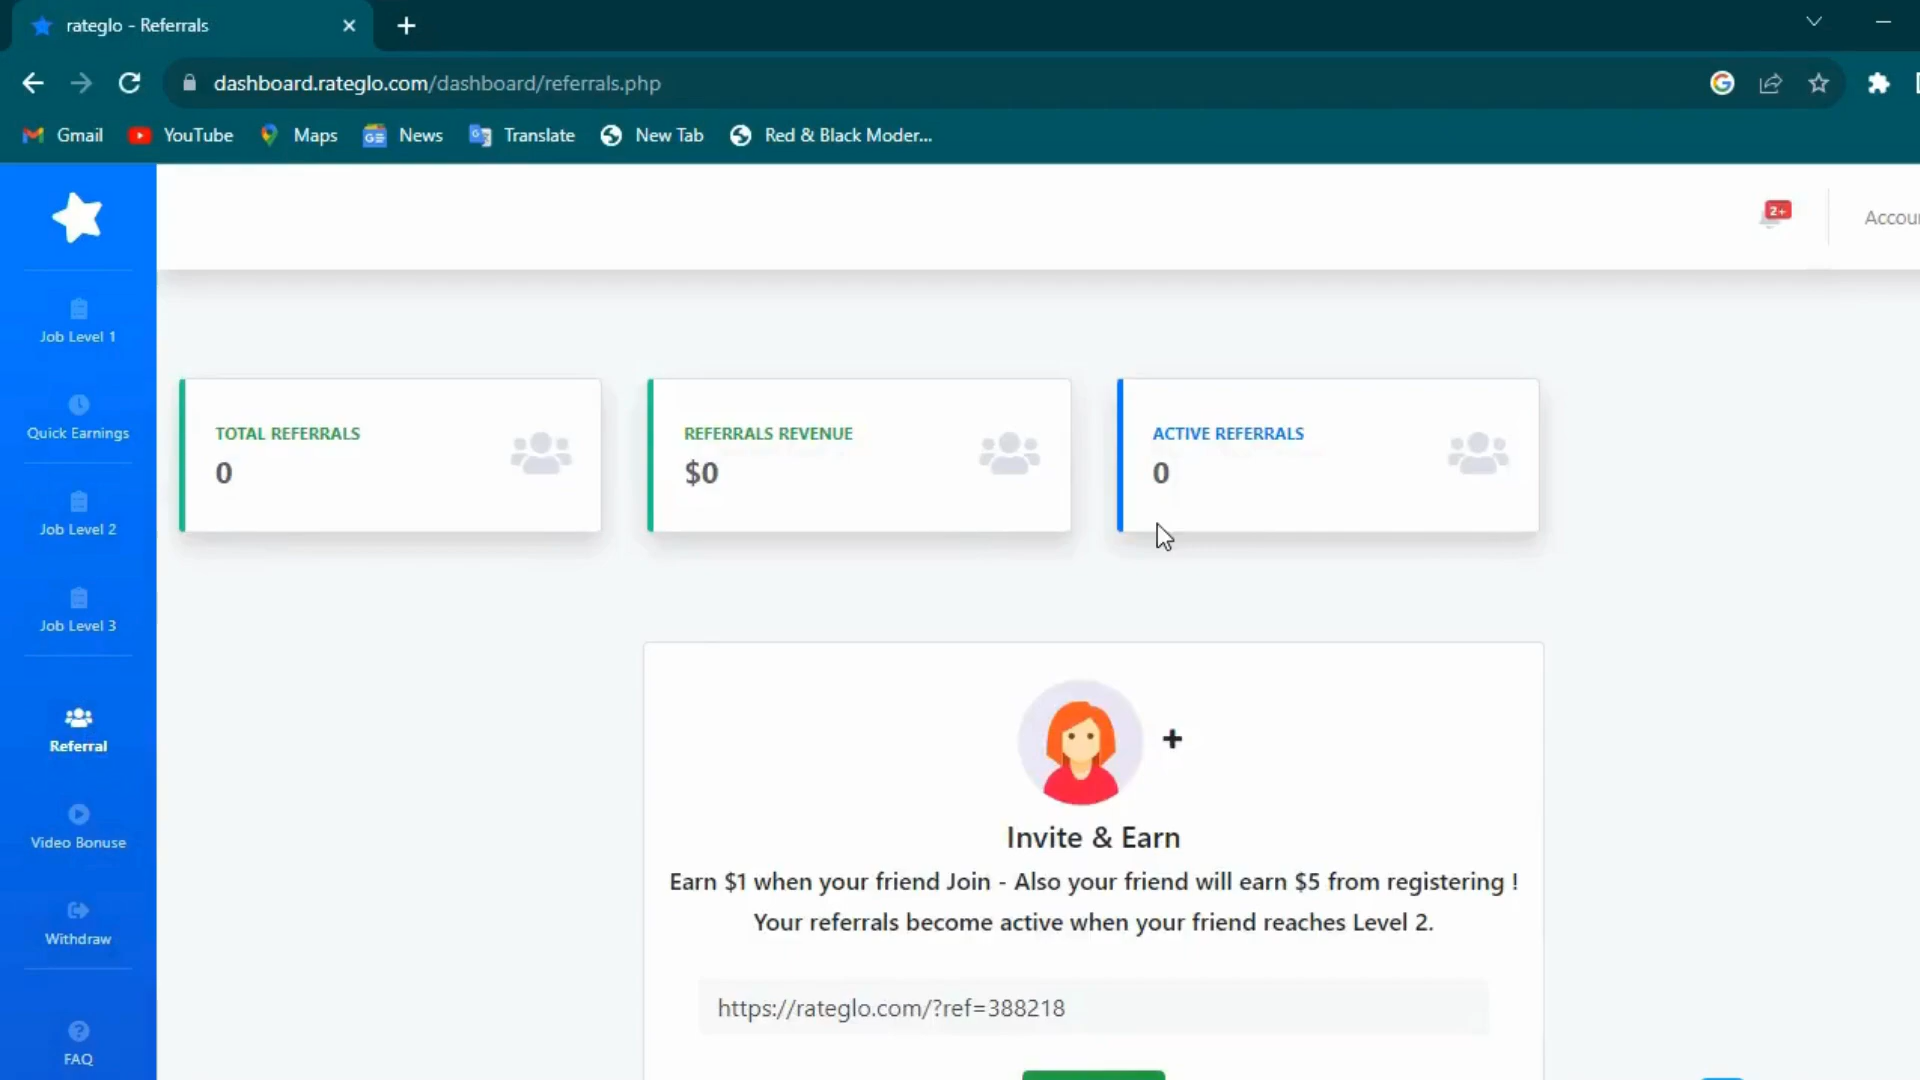 rateglo - Referrals
dashboard.rateglo.com/dashboard/referrals.php
Gmail YouTube Maps News Translate New Tab Red & Black Moder...
2+
Accou
Job Level 1
Quick Earnings
Job Level 2
Job Level 3
Referral
Video Bonuse
Withdraw
FAQ
TOTAL REFERRALS
0
REFERRALS REVENUE
$0
ACTIVE REFERRALS
0
Invite & Earn
Earn $1 when your friend Join - Also your friend will earn $5 from registering !
Your referrals become active when your friend reaches Level 2.
https://rateglo.com/?ref=388218